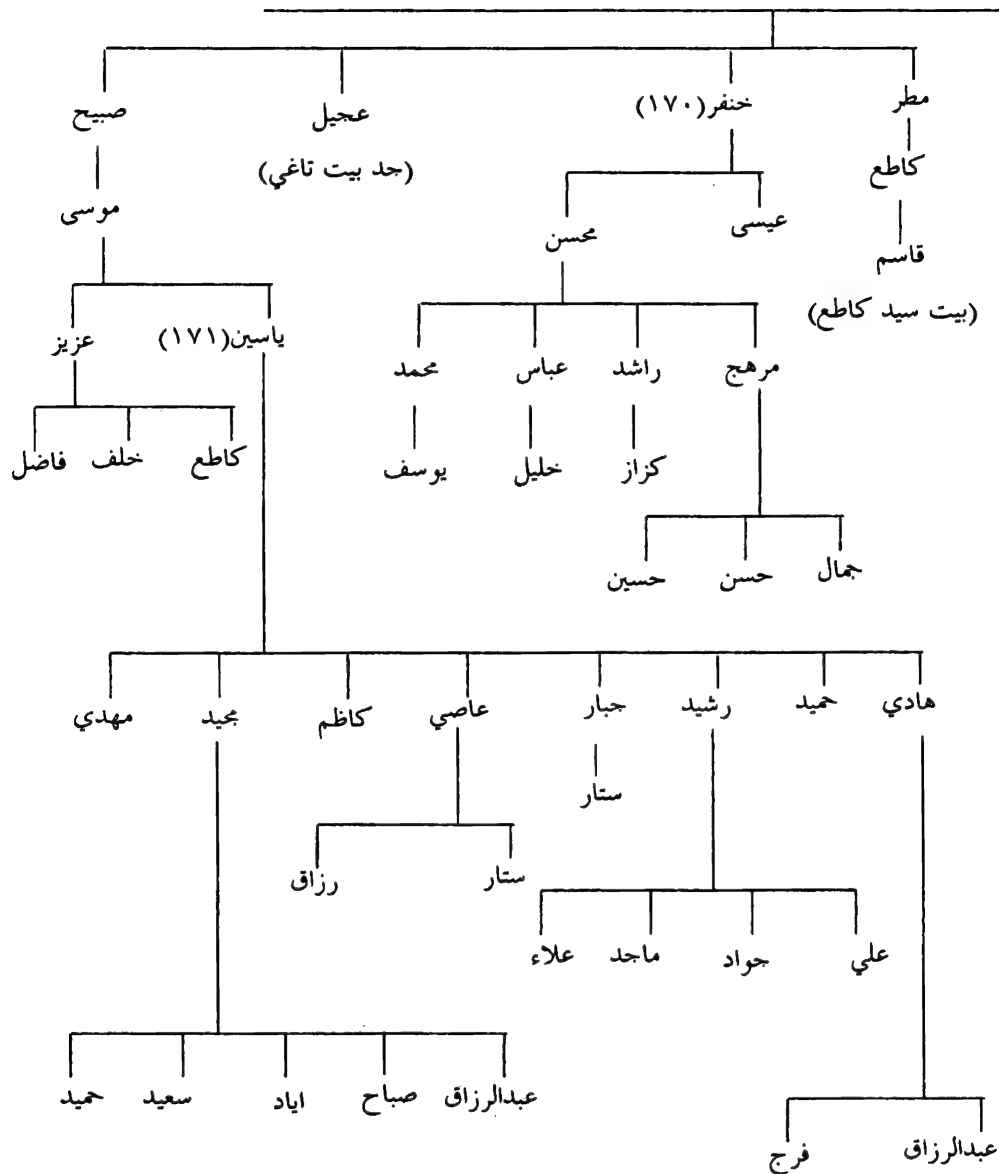 مطر خنفر(١٧٠) عجيل صبيح
كاطع (جد بيت تاغي)
موسى
قاسم عيسى محسن
(بيت سيد كاطع)
ياسين(١٧١) عزيز
مرهج راشد عباس محمد
كزاز خليل يوسف كاطع خلف فاضل
جمال حسن حسين
هادي حميد رشيد جبار عاصي كاظم مجيد مهدي
ستار
ستار رزاق
علي جواد ماجد علاء
عبدالرزاق صباح اياد سعيد حميد
عبدالرزاق فرج